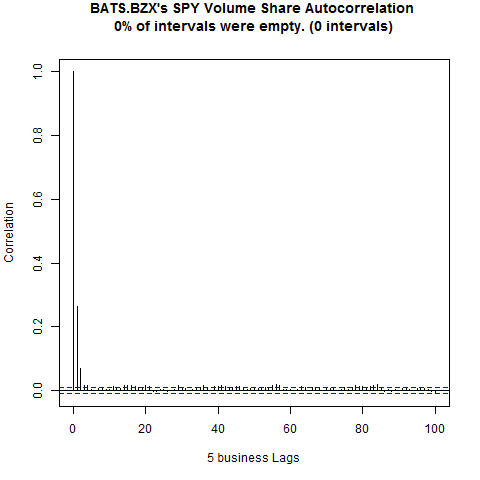 BATS.BZX's SPY Volume Share Autocorrelation
0% of intervals were empty. (0 intervals)
1.0
0.8
0.6
0.4
0.2
0.0
Correlation
0 20 40 60 80 100
5 business Lags